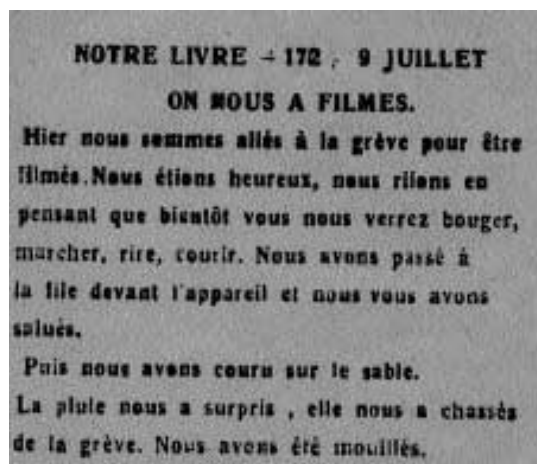 NOTRE LIVRE - 172 - 9 JUILLET
ON NOUS A FILMES.
Hier nous sommes allés à la grève pour être
filmés. Nous étions heureux, nous riions en
pensant que bientôt vous nous verrez bouger,
marcher, rire, courir. Nous avons passé à
la file devant l'appareil et nous vous avons
salués.
Puis nous avons couru sur le sable.
La pluie nous a surpris , elle nous a chassés
de la grève. Nous avons été mouillés.